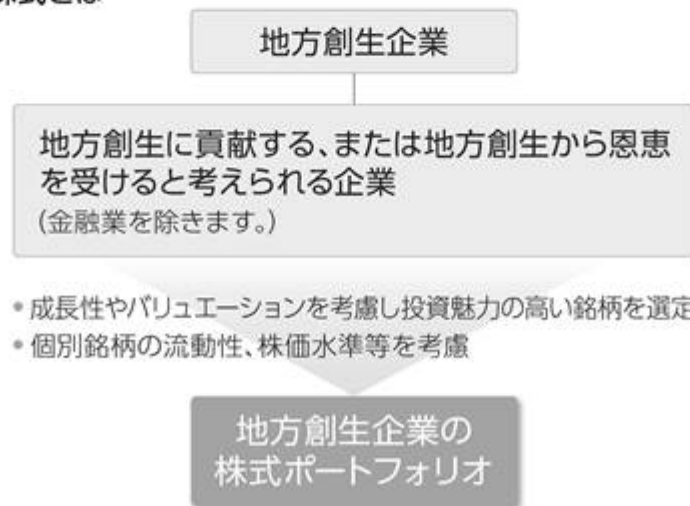 株式とは
地方創生企業
地方創生に貢献する、または地方創生から恩恵
を受けると考えられる企業
(金融業を除きます。)
• 成長性やバリュエーションを考慮し投資魅力の高い銘柄を選定
• 個別銘柄の流動性、株価水準等を考慮
地方創生企業の
株式ポートフォリオ